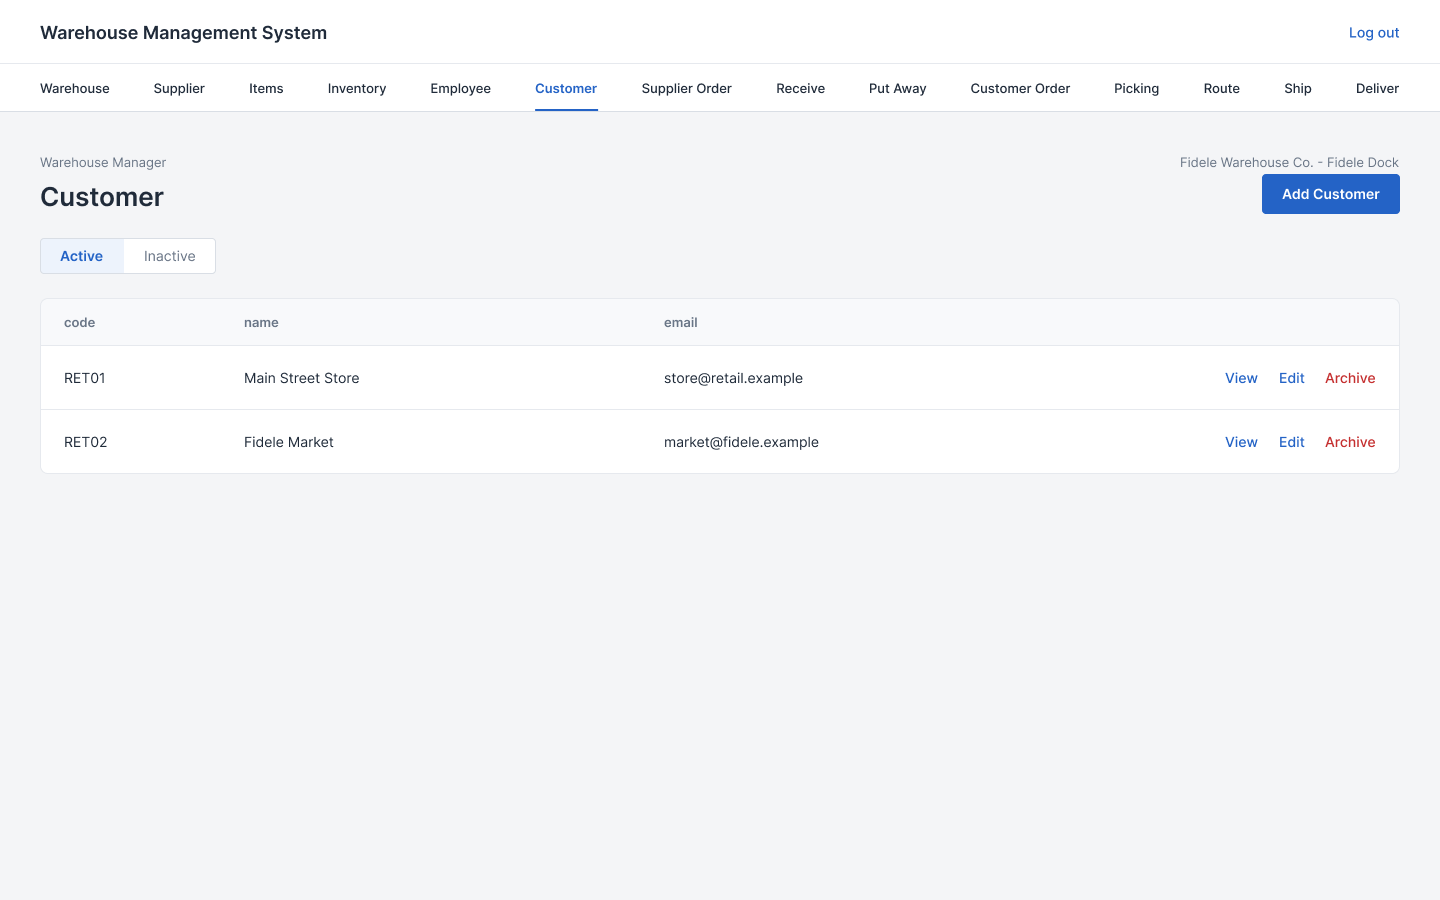 Warehouse Management System Log out
Warehouse Supplier Items Inventory Employee Customer Supplier Order Receive Put Away Customer Order Picking Route Ship Deliver
Warehouse Manager Fidele Warehouse Co. - Fidele Dock
Customer Add Customer
Active Inactive
code name email
RET01 Main Street Store store@retail.example View Edit Archive
RET02 Fidele Market market@fidele.example View Edit Archive